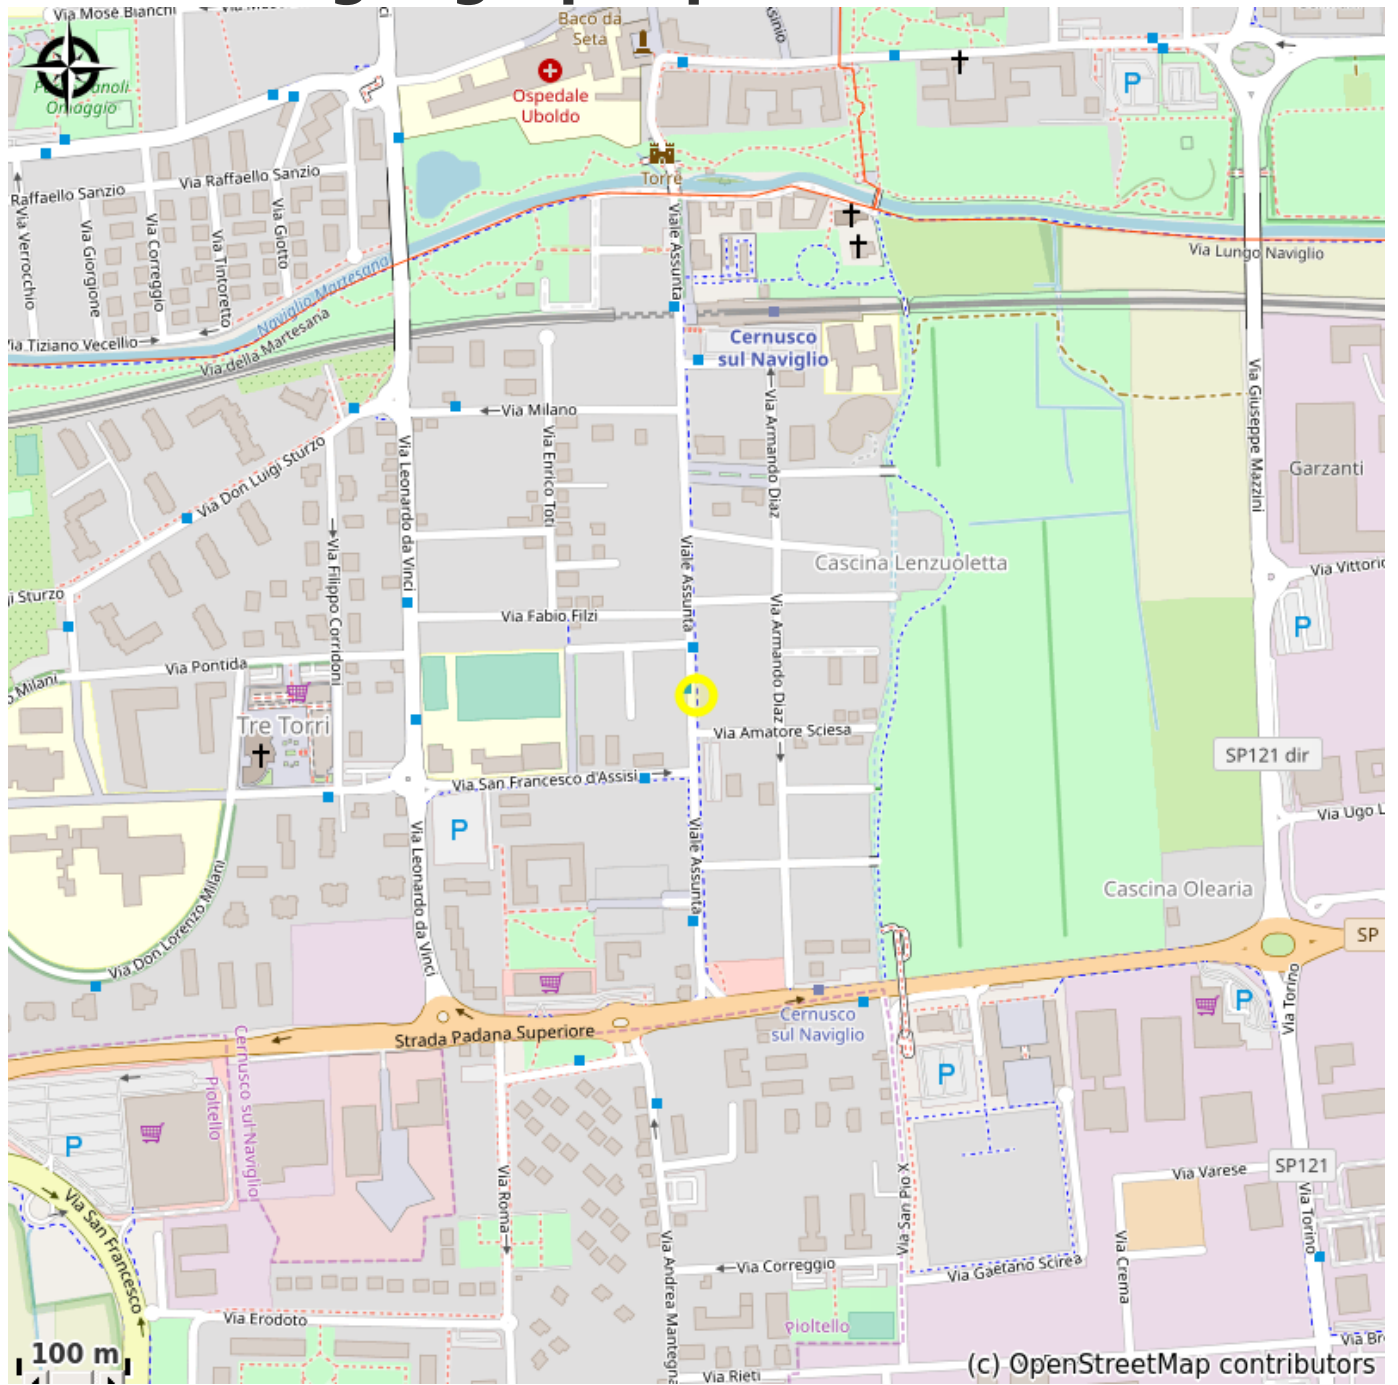 Via Mosè Bianchi
Baco da
Seta
Ospedale
Uboldo
P
Omaggio
Raffaello Sanzio
Via Raffaello Sanzio
Via Verrocchio
Via Giorgione
Via Correggio
Via Tintoretto
Via Giotto
Torre
Viale Assunta
Via Lungo Naviglio
Naviglio Martesana
Via della Martesana
Via Tiziano Vecellio
Cernusco
sul Naviglio
Via Milano
Via Enrico Toti
Via Armando Diaz
Via Giuseppe Mazzini
Garzanti
Via Don Luigi Sturzo
Via Leonardo da Vinci
Via Filippo Corridoni
Viale Assunta
Cascina Lenzuoletta
Via Vittorio
gi Sturzo
Via Fabio Filzi
Via Armando Diaz
P
Via Pontida
o Milani
Tre Torri
Via Amatore Sciesa
SP121 dir
Via San Francesco d'Assisi
Via Ugo L
P
Via Leonardo da Vinci
Viale Assunta
Via Don Lorenzo Milani
Cascina Olearia
SP
Via Torino
P
Strada Padana Superiore
Cernusco
sul Naviglio
Cernusco sul Naviglio
Pioltello
P
P
Via San Francesco
Via Roma
Via San Pio X
Via Varese
SP121
Via Torino
Via Andrea Mantegna
Via Correggio
Via Gaetano Scirea
Via Crema
Via Erodoto
Pioltello
Via Br
Via Rieti
100 m
(c) OpenStreetMap contributors